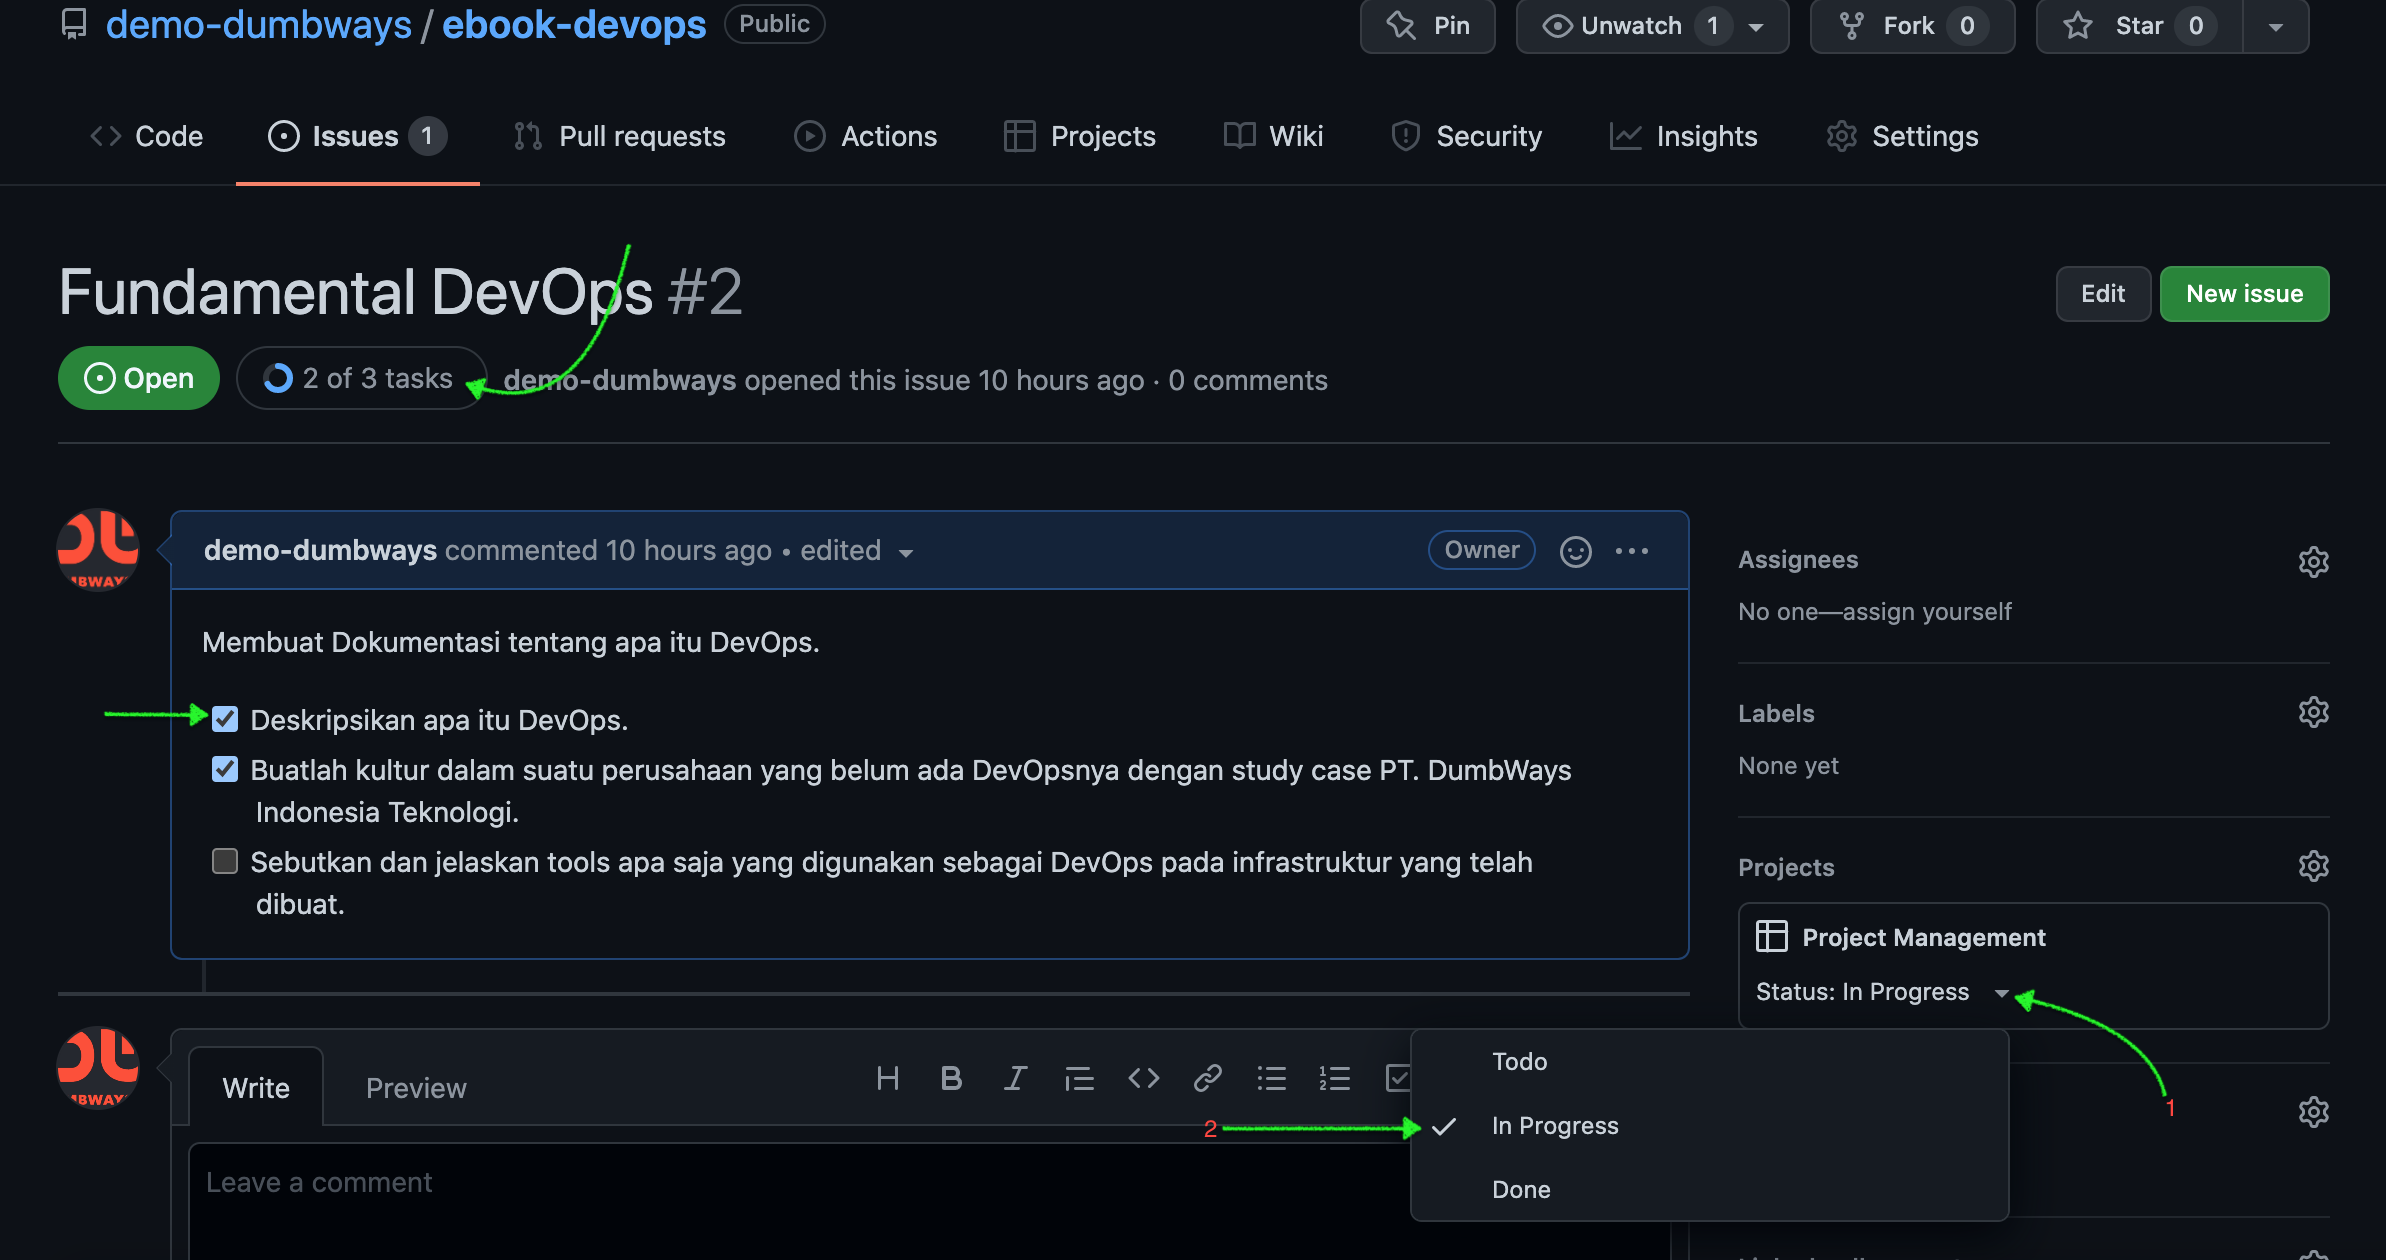 demo-dumbways / ebook-devops Public
Pin
Unwatch 1
Fork 0
Star 0
Code
Issues 1
Pull requests
Actions
Projects
Wiki
Security
Insights
Settings
Fundamental DevOps #2
Edit
New issue
Open
2 of 3 tasks
demo-dumbways opened this issue 10 hours ago · 0 comments
demo-dumbways commented 10 hours ago • edited
Owner
Membuat Dokumentasi tentang apa itu DevOps.
Deskripsikan apa itu DevOps.
Buatlah kultur dalam suatu perusahaan yang belum ada DevOpsnya dengan study case PT. DumbWays
Indonesia Teknologi.
Sebutkan dan jelaskan tools apa saja yang digunakan sebagai DevOps pada infrastruktur yang telah
dibuat.
Assignees
No one—assign yourself
Labels
None yet
Projects
Project Management
Status: In Progress
1
Write
Preview
Leave a comment
Todo
2
In Progress
Done